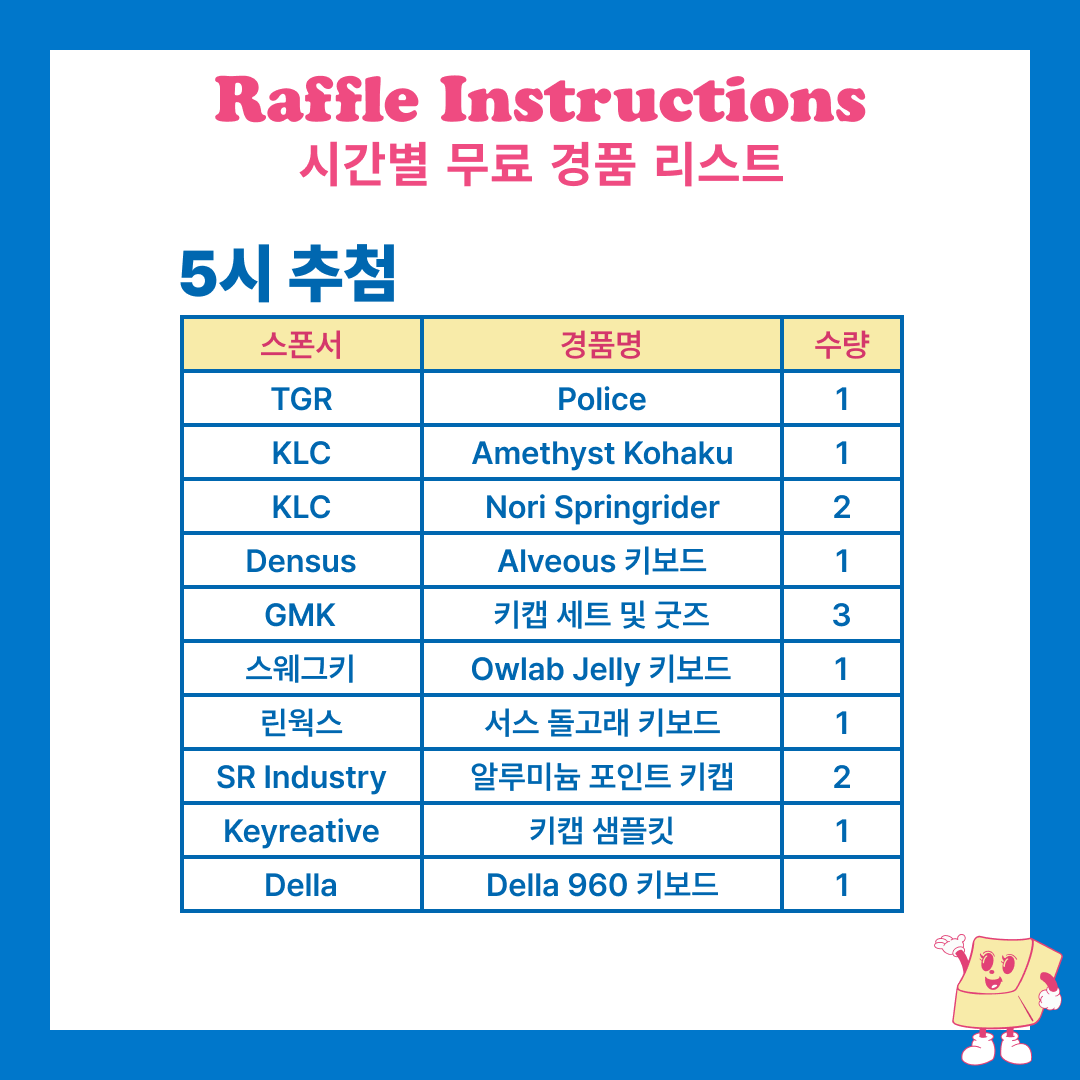 Raffle Instructions
시간별 무료 경품 리스트
5시 추첨
스폰서 경품명 수량
TGR Police 1
KLC Amethyst Kohaku 1
KLC Nori Springrider 2
Densus Alveous 키보드 1
GMK 키캡 세트 및 굿즈 3
스웨그키 Owlab Jelly 키보드 1
린웍스 서스 돌고래 키보드 1
SR Industry 알루미늄 포인트 키캡 2
Keyreative 키캡 샘플킷 1
Della Della 960 키보드 1